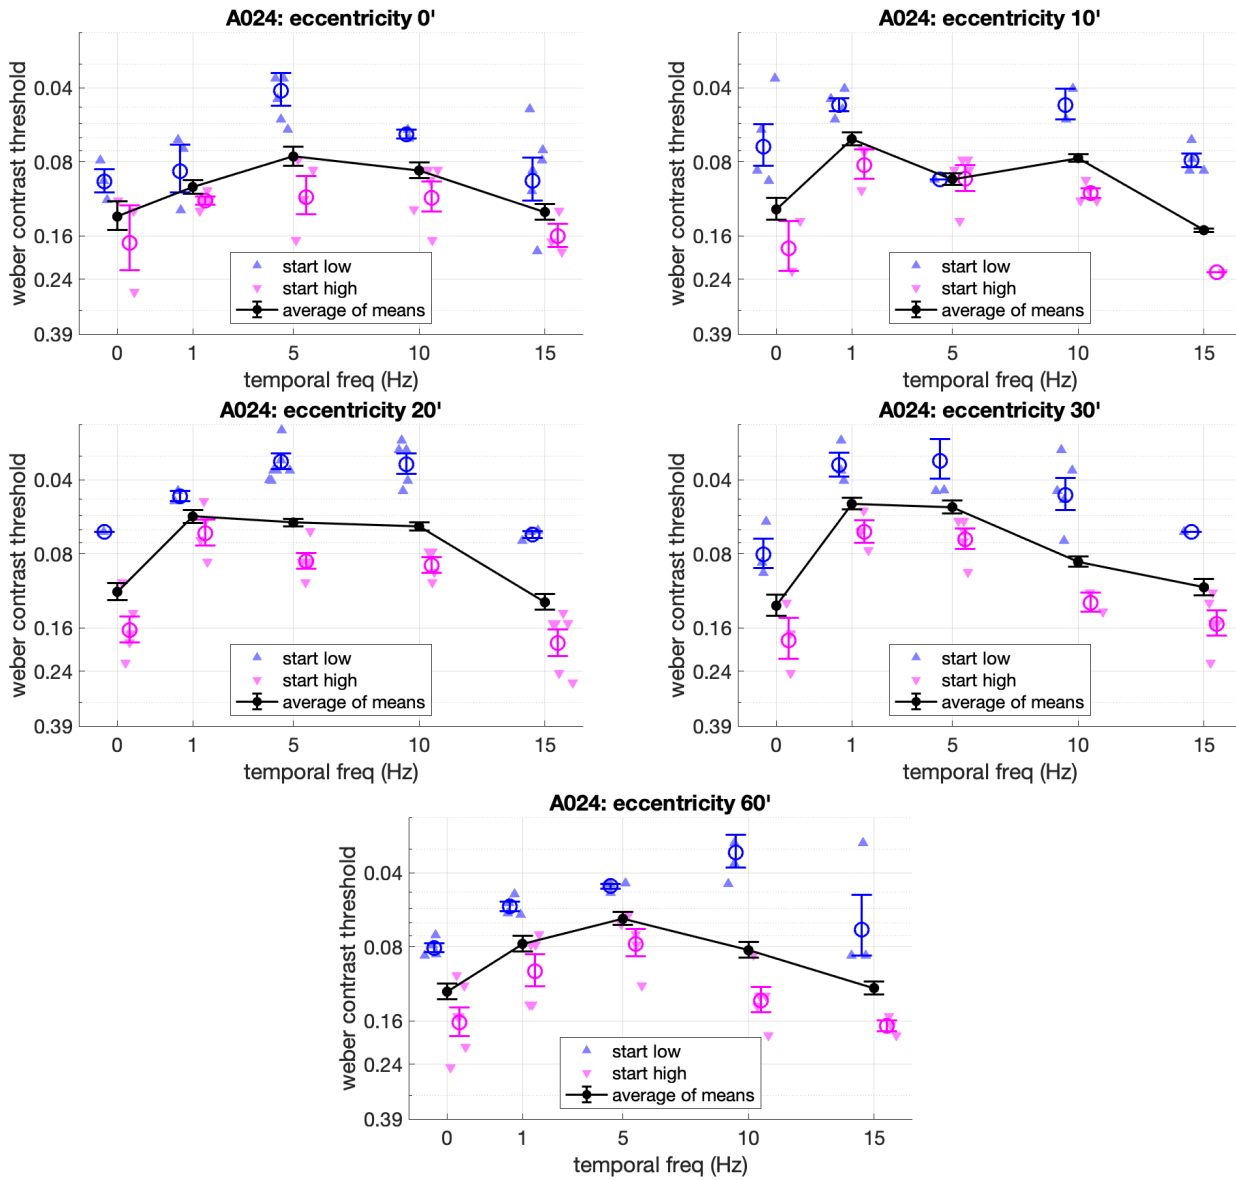 A024: eccentricity 0'
weber contrast threshold
0.04
0.08
0.16
0.24
0.39
start low
start high
average of means
0 1 5 10 15
temporal freq (Hz)
A024: eccentricity 10'
weber contrast threshold
0.04
0.08
0.16
0.24
0.39
start low
start high
average of means
0 1 5 10 15
temporal freq (Hz)
A024: eccentricity 20'
weber contrast threshold
0.04
0.08
0.16
0.24
0.39
start low
start high
average of means
0 1 5 10 15
temporal freq (Hz)
A024: eccentricity 30'
weber contrast threshold
0.04
0.08
0.16
0.24
0.39
start low
start high
average of means
0 1 5 10 15
temporal freq (Hz)
A024: eccentricity 60'
weber contrast threshold
0.04
0.08
0.16
0.24
0.39
start low
start high
average of means
0 1 5 10 15
temporal freq (Hz)